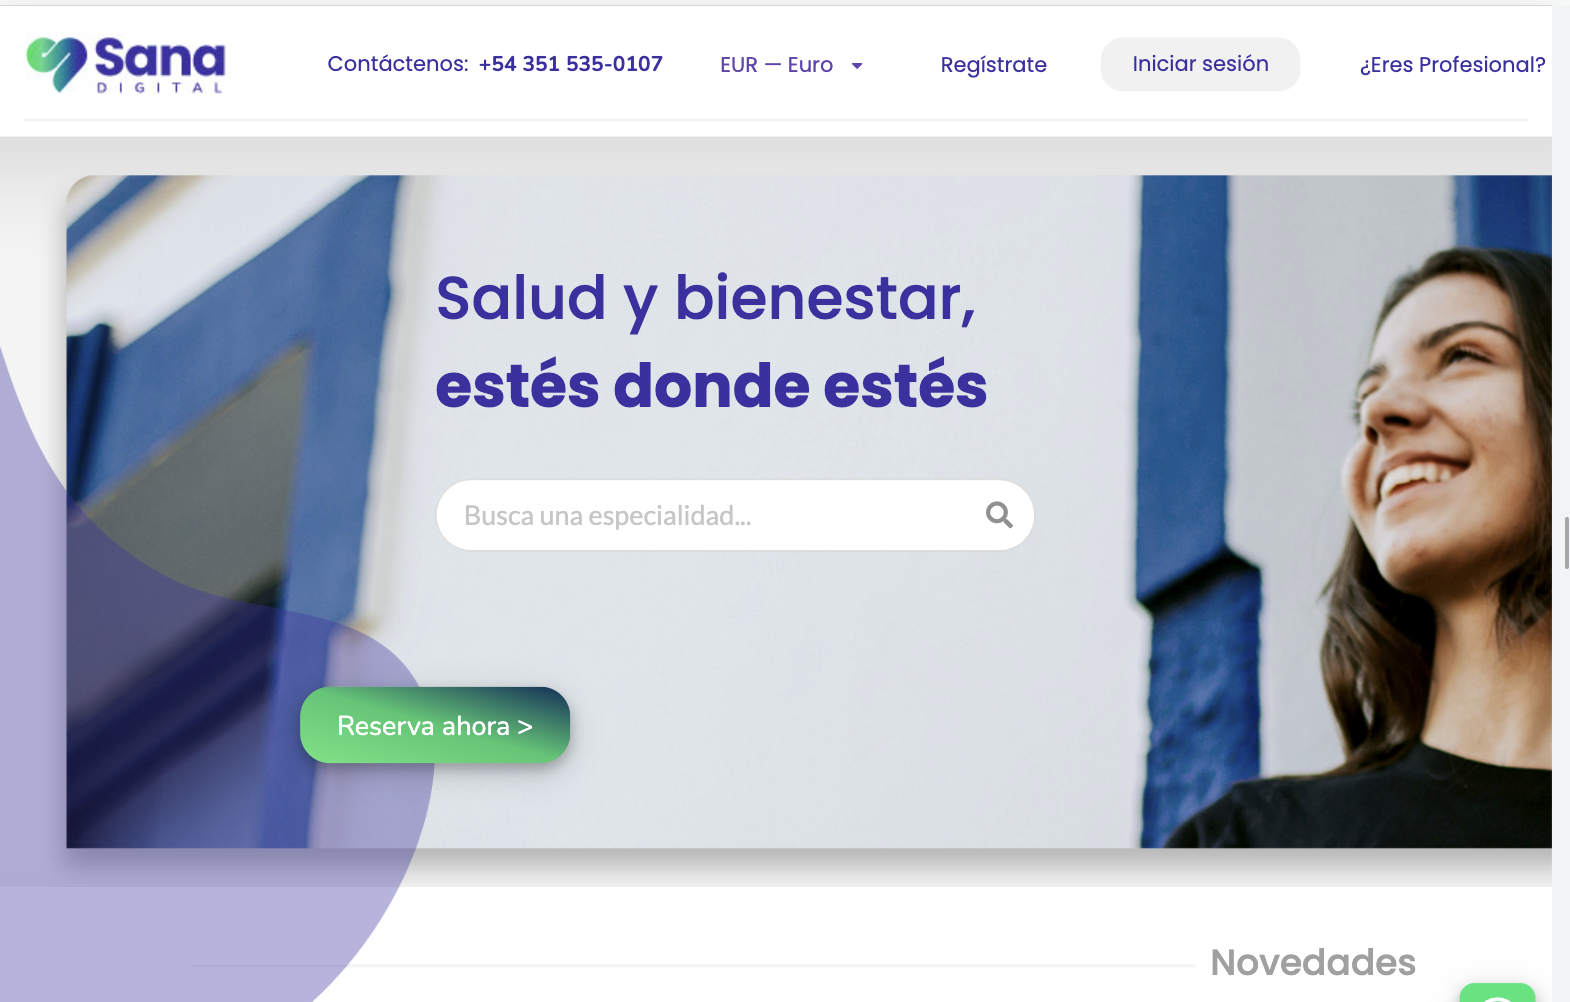 Sana
DIGITAL
Contáctenos: +54 351 535-0107
EUR — Euro
Regístrate
Iniciar sesión
¿Eres Profesional?
Salud y bienestar,
estés donde estés
Busca una especialidad...
Reserva ahora >
Novedades